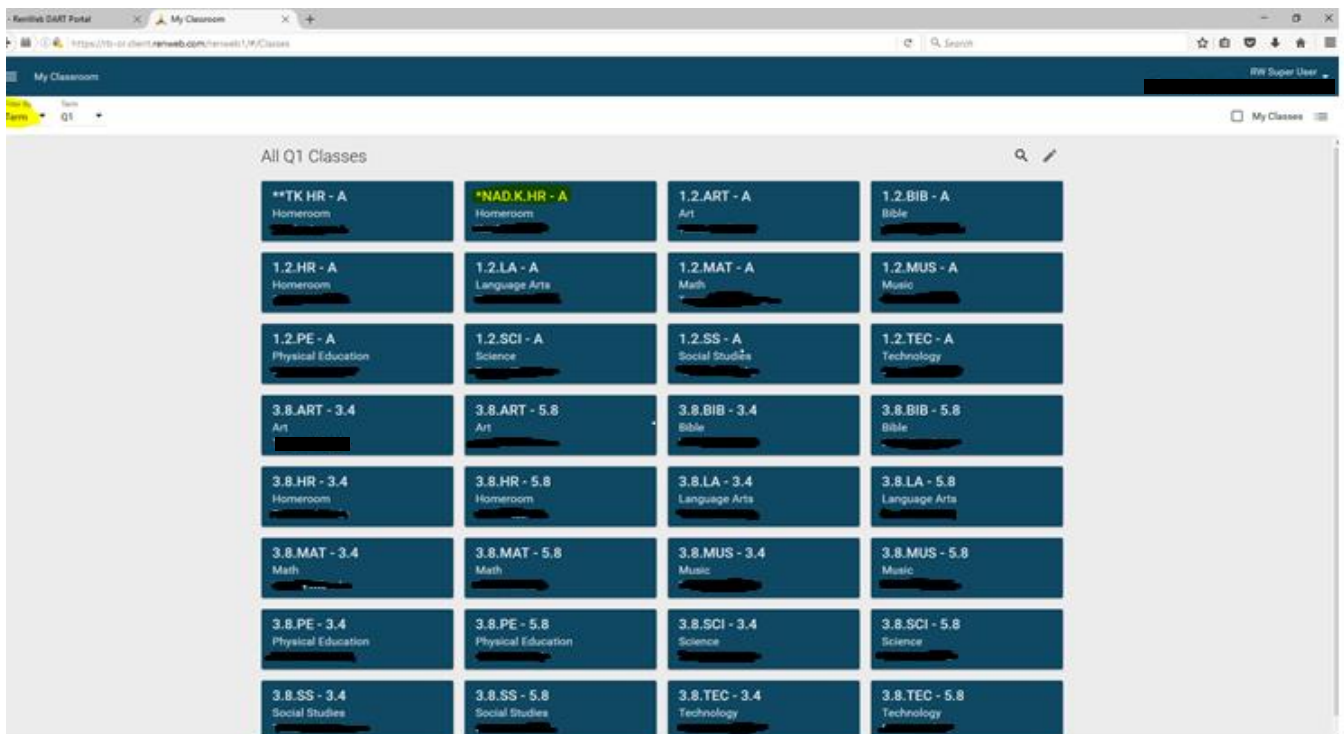 - RenWeb DART Portal
My Classroom
https://rb-or.client.renweb.com/renweb1/#/Classes
Search
My Classroom
RW Super User
Filter By
Term
Term
Q1
My Classes
All Q1 Classes
**TK HR - A
Homeroom
*NAD.K.HR - A
Homeroom
1.2.ART - A
Art
1.2.BIB - A
Bible
1.2.HR - A
Homeroom
1.2.LA - A
Language Arts
1.2.MAT - A
Math
1.2.MUS - A
Music
1.2.PE - A
Physical Education
1.2.SCI - A
Science
1.2.SS - A
Social Studies
1.2.TEC - A
Technology
3.8.ART - 3.4
Art
3.8.ART - 5.8
Art
3.8.BIB - 3.4
Bible
3.8.BIB - 5.8
Bible
3.8.HR - 3.4
Homeroom
3.8.HR - 5.8
Homeroom
3.8.LA - 3.4
Language Arts
3.8.LA - 5.8
Language Arts
3.8.MAT - 3.4
Math
3.8.MAT - 5.8
Math
3.8.MUS - 3.4
Music
3.8.MUS - 5.8
Music
3.8.PE - 3.4
Physical Education
3.8.PE - 5.8
Physical Education
3.8.SCI - 3.4
Science
3.8.SCI - 5.8
Science
3.8.SS - 3.4
Social Studies
3.8.SS - 5.8
Social Studies
3.8.TEC - 3.4
Technology
3.8.TEC - 5.8
Technology